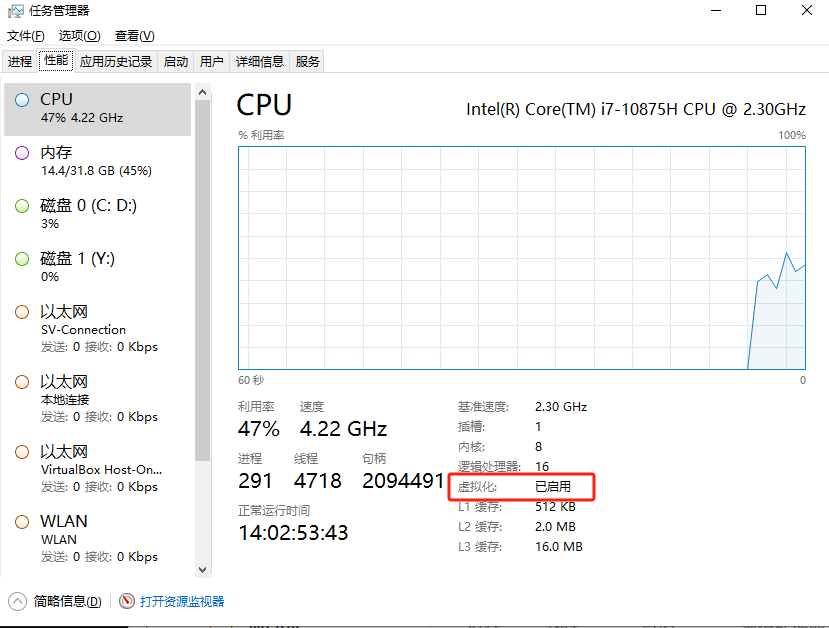 任务管理器
文件(F) 选项(O) 查看(V)
进程 性能 应用历史记录 启动 用户 详细信息 服务
CPU
47% 4.22 GHz
内存
14.4/31.8 GB (45%)
磁盘 0 (C: D:)
3%
磁盘 1 (Y:)
0%
以太网
SV-Connection
发送: 0 接收: 0 Kbps
以太网
本地连接
发送: 0 接收: 0 Kbps
以太网
VirtualBox Host-On...
发送: 0 接收: 0 Kbps
WLAN
WLAN
发送: 0 接收: 0 Kbps
CPU Intel(R) Core(TM) i7-10875H CPU @ 2.30GHz
% 利用率 100%
60 秒 0
利用率 速度
47% 4.22 GHz
进程 线程 句柄
291 4718 2094491
正常运行时间
14:02:53:43
基准速度: 2.30 GHz
插槽: 1
内核: 8
逻辑处理器: 16
虚拟化: 已启用
L1 缓存: 512 KB
L2 缓存: 2.0 MB
L3 缓存: 16.0 MB
简略信息(D) 打开资源监视器